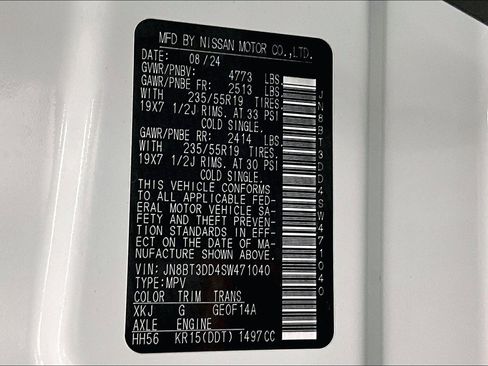 MFD BY NISSAN MOTOR CO.,LTD.
DATE: 08/24
GVWR/PNBV: 4773 LBS
GAWR/PNBE FR: 2513 LBS.
WITH 235/55R19 TIRES.
19X7 1/2J RIMS. AT 33 PSI
COLD SINGLE.
GAWR/PNBE RR: 2414 LBS.
WITH 235/55R19 TIRES.
19X7 1/2J RIMS. AT 30 PSI
COLD SINGLE.
THIS VEHICLE CONFORMS
TO ALL APPLICABLE FED-
ERAL MOTOR VEHICLE SA-
FETY AND THEFT PREVEN-
TION STANDARDS IN EFF-
ECT ON THE DATE OF MA-
NUFACTURE SHOWN ABOVE.
VIN: JN8BT3DD4SW471040
TYPE:MPV
COLOR TRIM TRANS
XKJ G GE0F14A
AXLE ENGINE
HH56 KR15(DDT) 1497CC
JN8BT3DD4SW471040